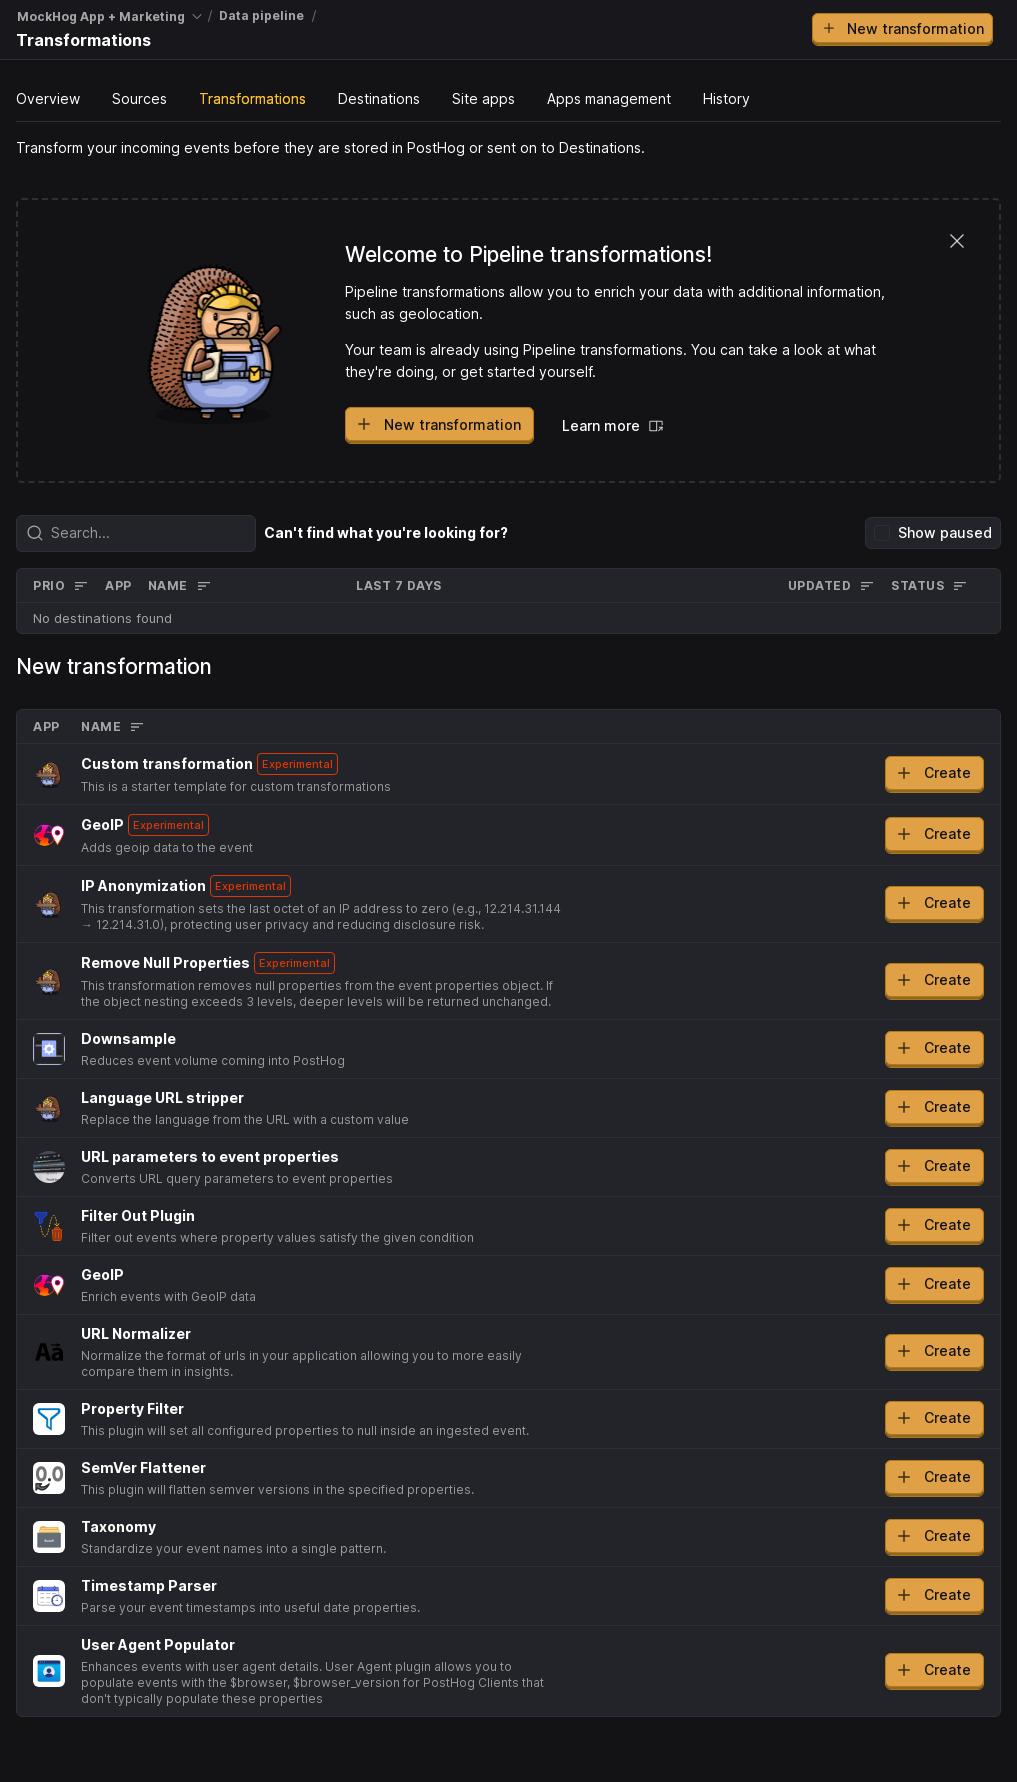 MockHog App + Marketing / Data pipeline /
Transformations
New transformation
Overview Sources Transformations Destinations Site apps Apps management History
Transform your incoming events before they are stored in PostHog or sent on to Destinations.
Welcome to Pipeline transformations!
Pipeline transformations allow you to enrich your data with additional information,
such as geolocation.
Your team is already using Pipeline transformations. You can take a look at what
they're doing, or get started yourself.
New transformation Learn more
Search... Can't find what you're looking for? Show paused
PRIO APP NAME LAST 7 DAYS UPDATED STATUS
No destinations found
New transformation
APP NAME
Custom transformation Experimental
This is a starter template for custom transformations
Create
GeoIP Experimental
Adds geoip data to the event
Create
IP Anonymization Experimental
This transformation sets the last octet of an IP address to zero (e.g., 12.214.31.144
→ 12.214.31.0), protecting user privacy and reducing disclosure risk.
Create
Remove Null Properties Experimental
This transformation removes null properties from the event properties object. If
the object nesting exceeds 3 levels, deeper levels will be returned unchanged.
Create
Downsample
Reduces event volume coming into PostHog
Create
Language URL stripper
Replace the language from the URL with a custom value
Create
URL parameters to event properties
Converts URL query parameters to event properties
Create
Filter Out Plugin
Filter out events where property values satisfy the given condition
Create
GeoIP
Enrich events with GeoIP data
Create
Aa
URL Normalizer
Normalize the format of urls in your application allowing you to more easily
compare them in insights.
Create
Property Filter
This plugin will set all configured properties to null inside an ingested event.
Create
SemVer Flattener
This plugin will flatten semver versions in the specified properties.
Create
Taxonomy
Standardize your event names into a single pattern.
Create
Timestamp Parser
Parse your event timestamps into useful date properties.
Create
User Agent Populator
Enhances events with user agent details. User Agent plugin allows you to
populate events with the $browser, $browser_version for PostHog Clients that
don't typically populate these properties
Create